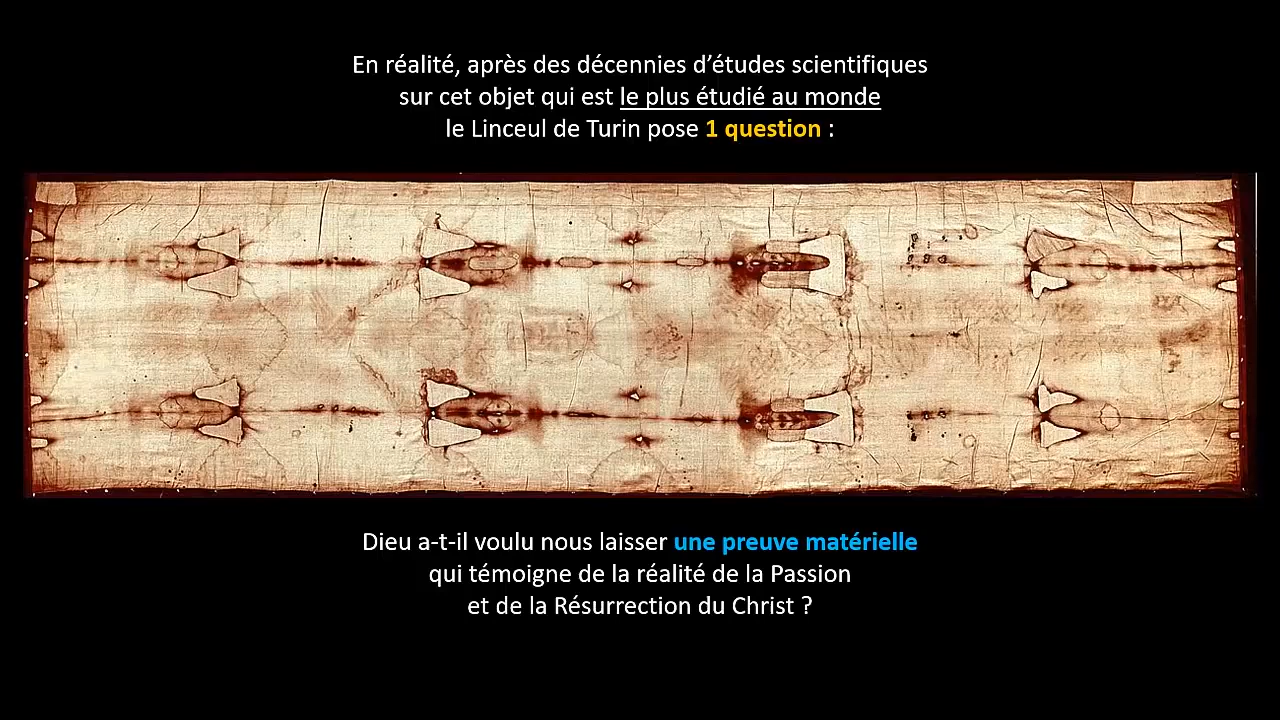 En réalité, après des décennies d’études scientifiques
sur cet objet qui est le plus étudié au monde
le Linceul de Turin pose 1 question :
Dieu a-t-il voulu nous laisser une preuve matérielle
qui témoigne de la réalité de la Passion
et de la Résurrection du Christ ?